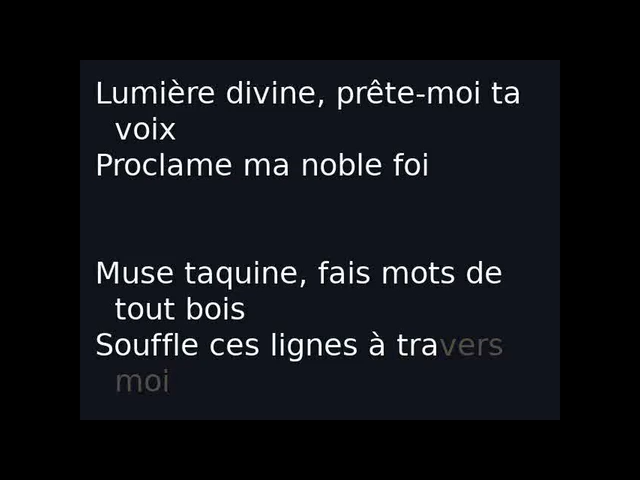 Lumière divine, prête-moi ta
voix
Proclame ma noble foi
Muse taquine, fais mots de
tout bois
Souffle ces lignes à travers
moi